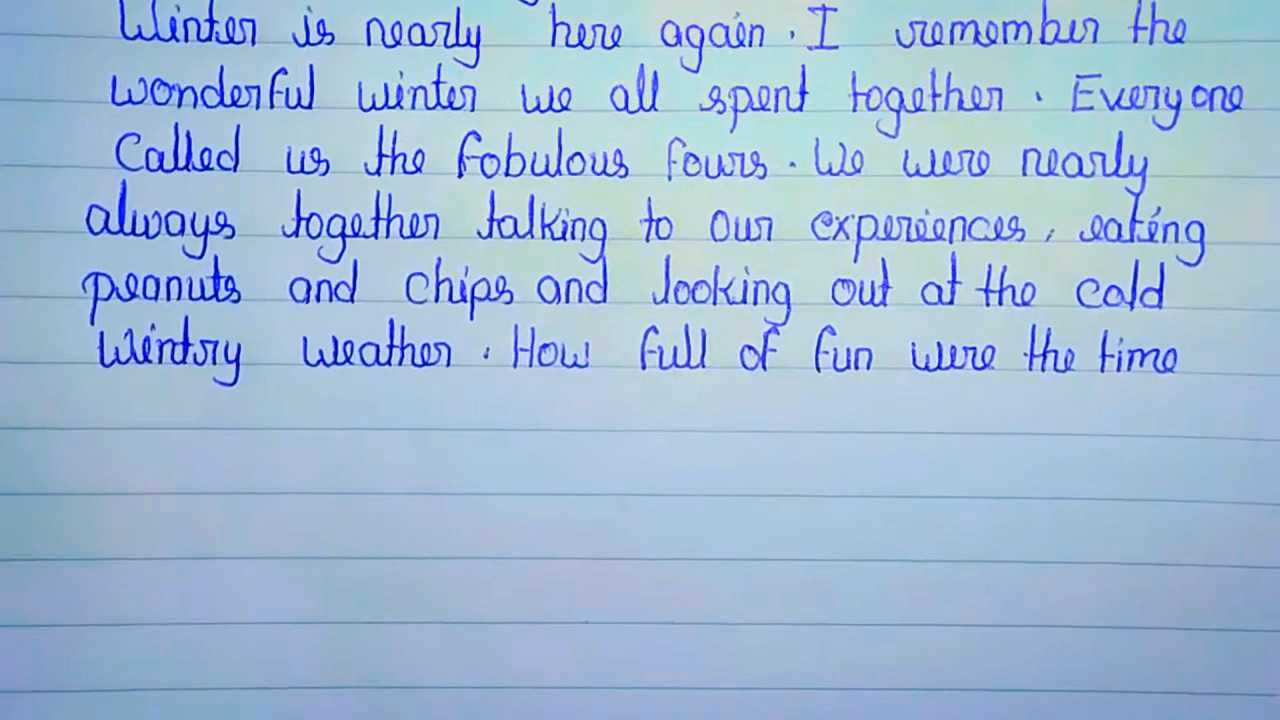 Winter is nearly here again. I remember the
wonderful winter we all spent together. Everyone
Called us the fobulous fours. We were nearly
always together talking to our experiences, eating
peanuts and chips and looking out at the cold
Wintry weather. How full of fun were the time